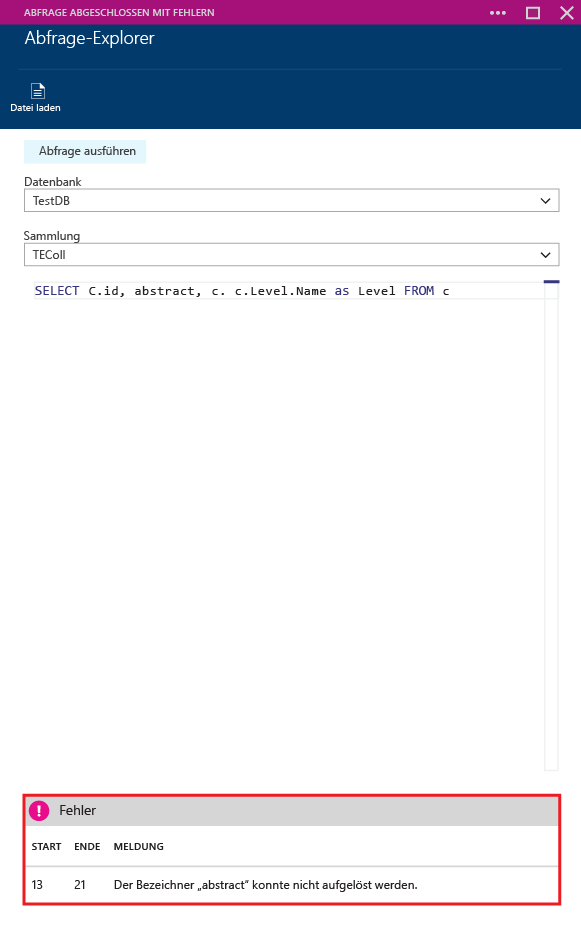 ABFRAGE ABGESCHLOSSEN MIT FEHLERN
Abfrage-Explorer
Datei laden
Abfrage ausführen
Datenbank
TestDB
Sammlung
TEColl
SELECT C.id, abstract, c. c.Level.Name as Level FROM c
Fehler
START ENDE MELDUNG
13 21 Der Bezeichner „abstract“ konnte nicht aufgelöst werden.